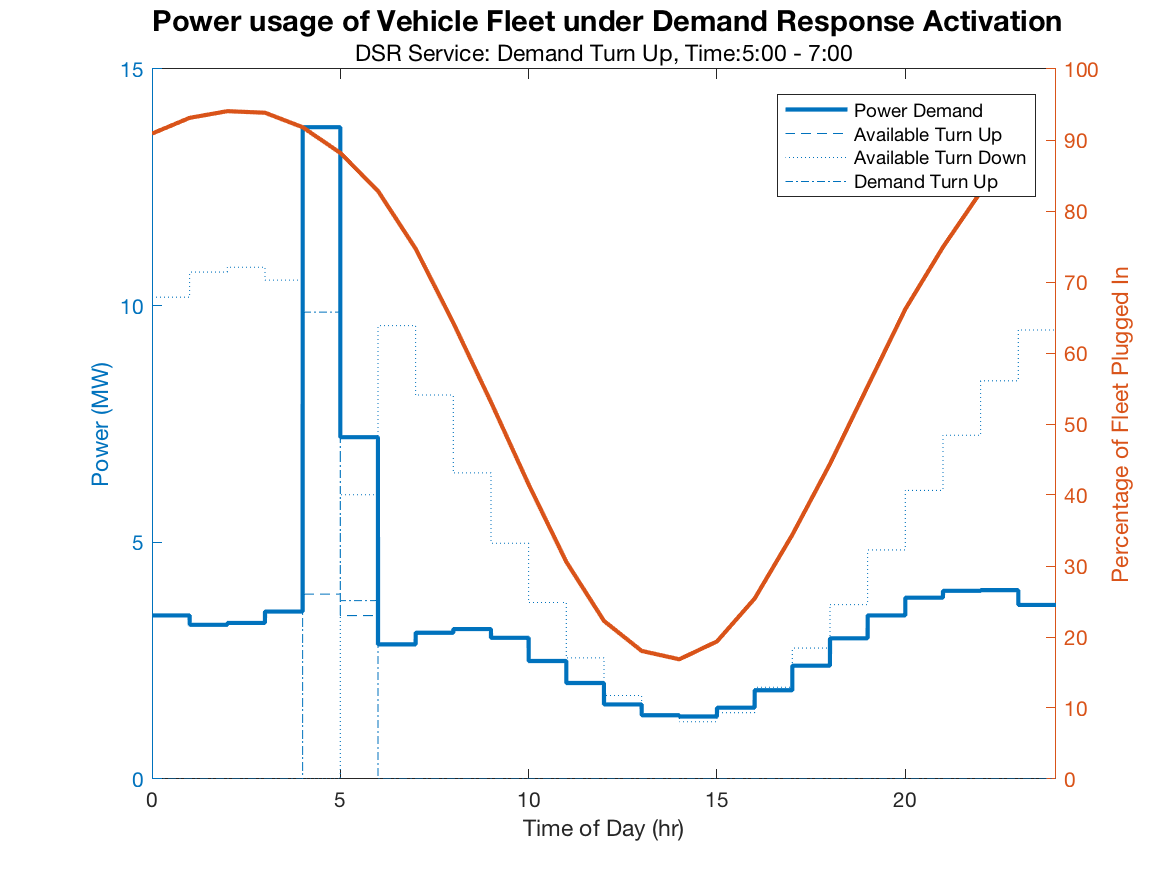 Power usage of Vehicle Fleet under Demand Response Activation
DSR Service: Demand Turn Up, Time:5:00 - 7:00
15
10
5
0
Power (MW)
0
5
10
15
20
Time of Day (hr)
100
90
80
70
60
50
40
30
20
10
0
Percentage of Fleet Plugged In
Power Demand
Available Turn Up
Available Turn Down
Demand Turn Up